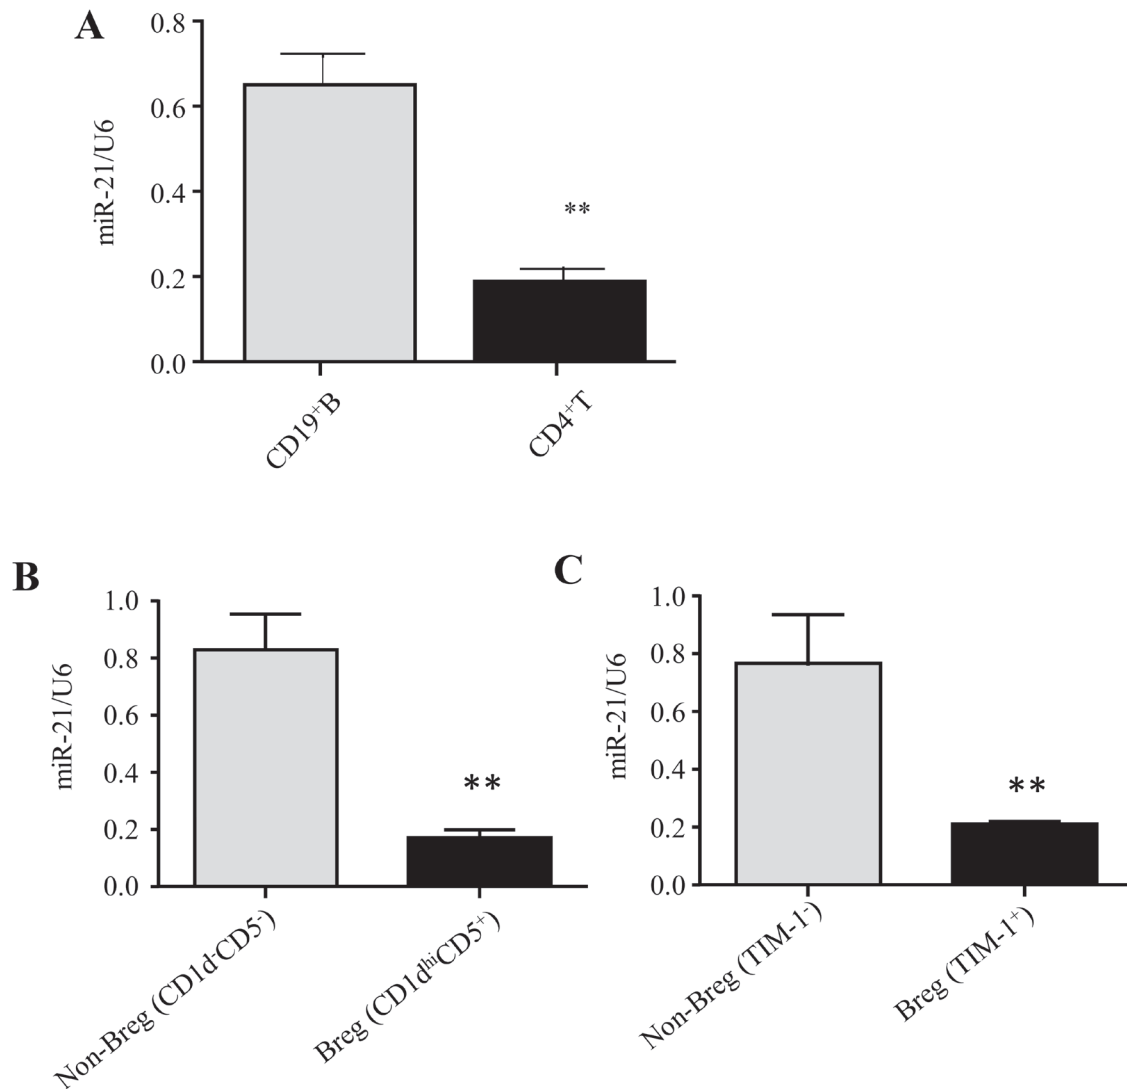 A
0.8
0.6
0.4
0.2
0.0
miR-21/U6
**
CD19⁺B
CD4⁺T
B
1.0
0.8
0.6
0.4
0.2
0.0
miR-21/U6
**
Non-Breg (CD1d⁻CD5⁻)
Breg (CD1dʰⁱCD5⁺)
C
1.0
0.8
0.6
0.4
0.2
0.0
miR-21/U6
**
Non-Breg (TIM-1⁻)
Breg (TIM-1⁺)